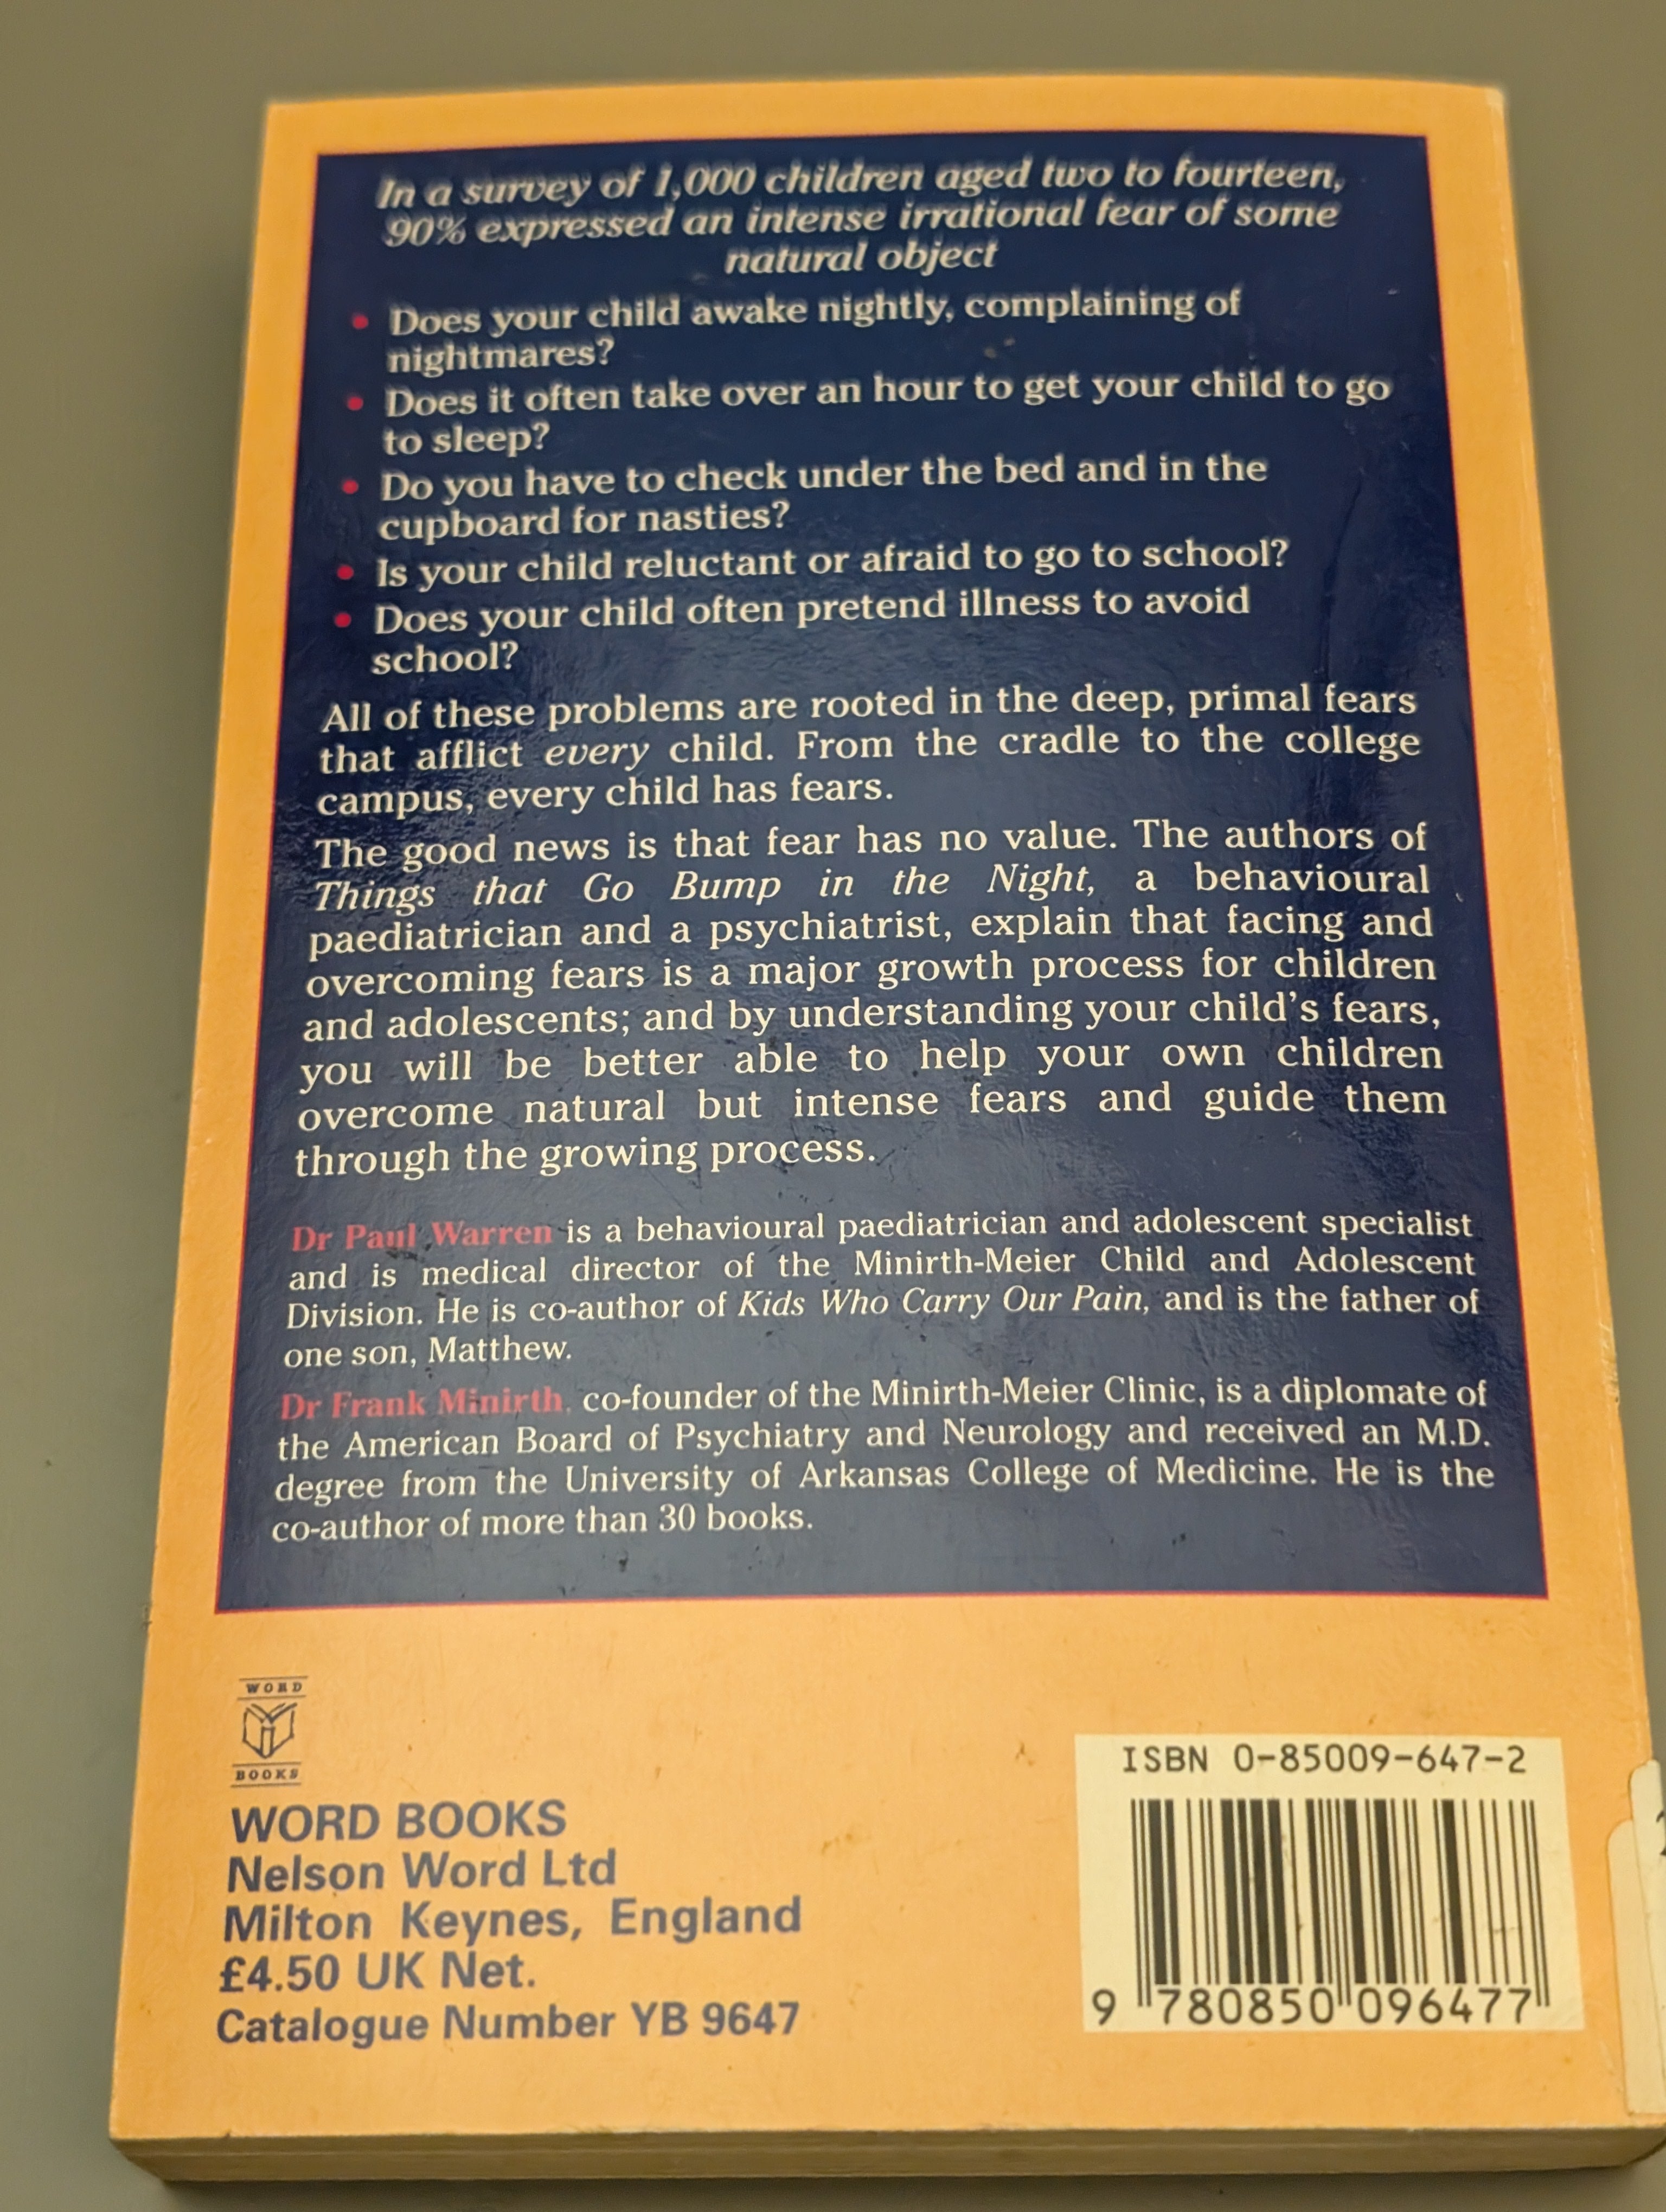 In a survey of 1,000 children aged two to fourteen,
90% expressed an intense irrational fear of some
natural object
• Does your child awake nightly, complaining of
nightmares?
• Does it often take over an hour to get your child to go
to sleep?
• Do you have to check under the bed and in the
cupboard for nasties?
• Is your child reluctant or afraid to go to school?
• Does your child often pretend illness to avoid
school?
All of these problems are rooted in the deep, primal fears
that afflict every child. From the cradle to the college
campus, every child has fears.
The good news is that fear has no value. The authors of
Things that Go Bump in the Night, a behavioural
paediatrician and a psychiatrist, explain that facing and
overcoming fears is a major growth process for children
and adolescents; and by understanding your child's fears,
you will be better able to help your own children
overcome natural but intense fears and guide them
through the growing process.
Dr Paul Warren is a behavioural paediatrician and adolescent specialist
and is medical director of the Minirth-Meier Child and Adolescent
Division. He is co-author of Kids Who Carry Our Pain, and is the father of
one son, Matthew.
Dr Frank Minirth, co-founder of the Minirth-Meier Clinic, is a diplomate of
the American Board of Psychiatry and Neurology and received an M.D.
degree from the University of Arkansas College of Medicine. He is the
co-author of more than 30 books.
WORD
BOOKS
WORD BOOKS
Nelson Word Ltd
Milton Keynes, England
£4.50 UK Net.
Catalogue Number YB 9647
ISBN 0-85009-647-2
9 780850 096477